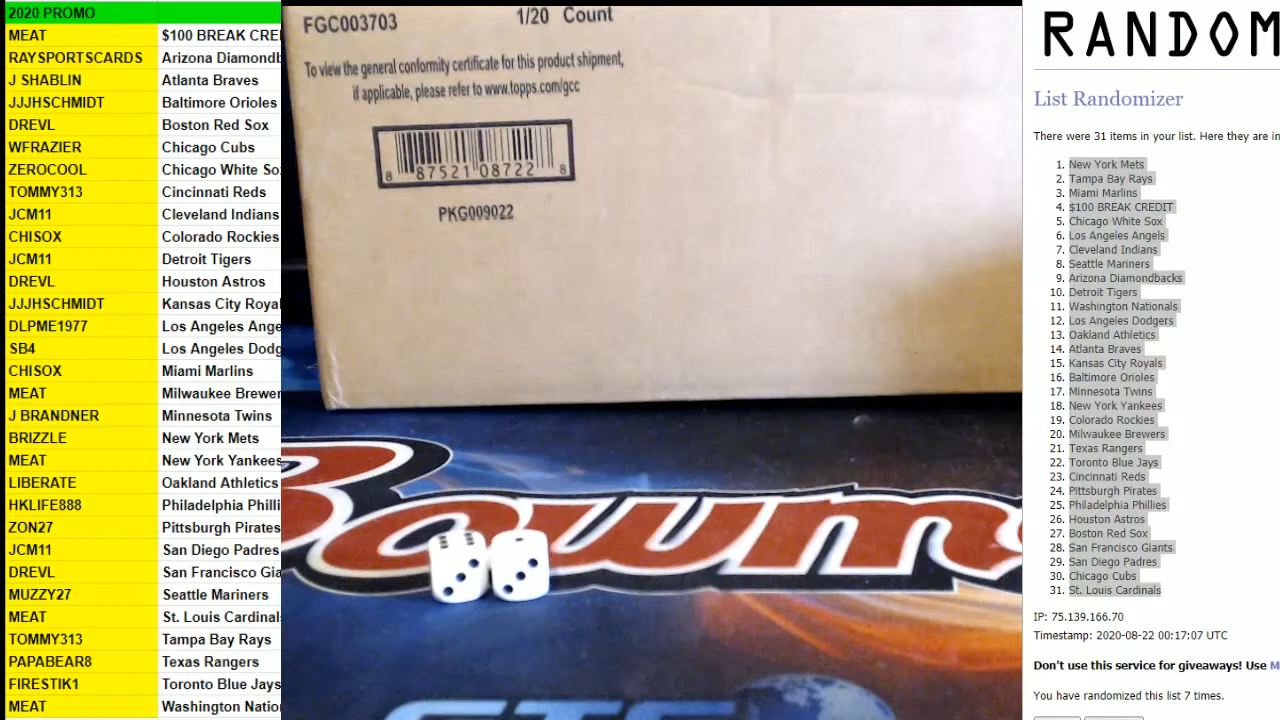 2020 PROMO
MEAT $100 BREAK CRE
RAYSPORTSCARDS Arizona Diamondb
J SHABLIN Atlanta Braves
JJJHSCHMIDT Baltimore Orioles
DREVL Boston Red Sox
WFRAZIER Chicago Cubs
ZEROCOOL Chicago White So
TOMMY313 Cincinnati Reds
JCM11 Cleveland Indians
CHISOX Colorado Rockies
JCM11 Detroit Tigers
DREVL Houston Astros
JJJHSCHMIDT Kansas City Roya
DLPME1977 Los Angeles Ange
SB4 Los Angeles Dodg
CHISOX Miami Marlins
MEAT Milwaukee Brewer
J BRANDNER Minnesota Twins
BRIZZLE New York Mets
MEAT New York Yankees
LIBERATE Oakland Athletics
HKLIFE888 Philadelphia Philli
ZON27 Pittsburgh Pirates
JCM11 San Diego Padres
DREVL San Francisco Gia
MUZZY27 Seattle Mariners
MEAT St. Louis Cardinal
TOMMY313 Tampa Bay Rays
PAPABEAR8 Texas Rangers
FIRESTIK1 Toronto Blue Jays
MEAT Washington Natio
FGC003703 1/20 Count
To view the general conformity certificate for this product shipment,
if applicable, please refer to www.topps.com/gcc
8 87521 08722 8
PKG009022
Bowm
RANDOM
List Randomizer
There were 31 items in your list. Here they are in
1. New York Mets
2. Tampa Bay Rays
3. Miami Marlins
4. $100 BREAK CREDIT
5. Chicago White Sox
6. Los Angeles Angels
7. Cleveland Indians
8. Seattle Mariners
9. Arizona Diamondbacks
10. Detroit Tigers
11. Washington Nationals
12. Los Angeles Dodgers
13. Oakland Athletics
14. Atlanta Braves
15. Kansas City Royals
16. Baltimore Orioles
17. Minnesota Twins
18. New York Yankees
19. Colorado Rockies
20. Milwaukee Brewers
21. Texas Rangers
22. Toronto Blue Jays
23. Cincinnati Reds
24. Pittsburgh Pirates
25. Philadelphia Phillies
26. Houston Astros
27. Boston Red Sox
28. San Francisco Giants
29. San Diego Padres
30. Chicago Cubs
31. St. Louis Cardinals
IP: 75.139.166.70
Timestamp: 2020-08-22 00:17:07 UTC
Don't use this service for giveaways! Use M
You have randomized this list 7 times.